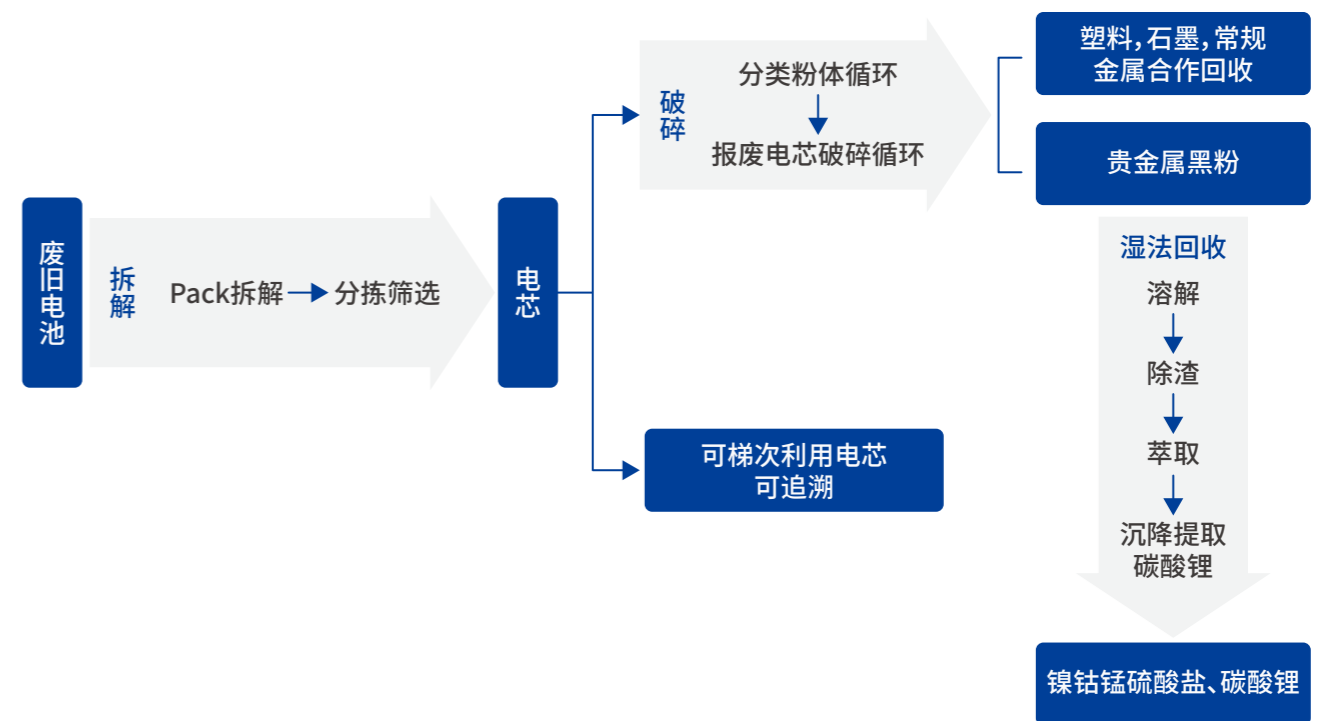 废旧电池
拆解
Pack拆解
分拣筛选
电芯
破碎
分类粉体循环
报废电芯破碎循环
塑料，石墨，常规
金属合作回收
贵金属黑粉
可梯次利用电芯
可追溯
湿法回收
溶解
除渣
萃取
沉降提取
碳酸锂
镍钴锰硫酸盐、碳酸锂